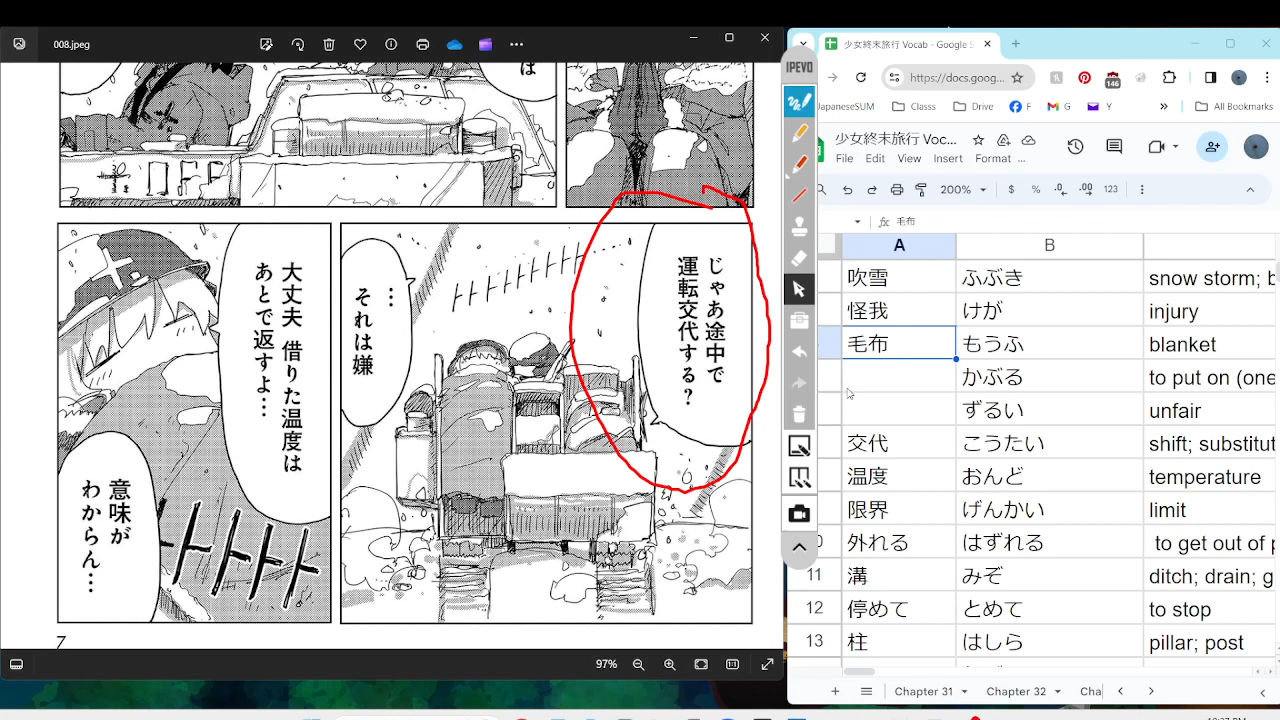 008.jpeg
は
じゃあ途中で
運転交代する?
…
それは嫌
大丈夫 借りた温度は
あとで返すよ…
意味が
わからん…
7
97%
IPEVO
少女終末旅行 Vocab - Google S
https://docs.goog...
146
JapaneseSUM
Classs
Drive
F
G
Y
»
All Bookmarks
少女終末旅行 Voc...
File Edit View Insert Format ...
200%
$ % .0 .00 123
毛布
A B
吹雪 ふぶき snow storm; b
怪我 けが injury
毛布 もうふ blanket
かぶる to put on (one
ずるい unfair
交代 こうたい shift; substitut
温度 おんど temperature
限界 げんかい limit
外れる はずれる to get out of p
11 溝 みぞ ditch; drain; g
12 停めて とめて to stop
13 柱 はしら pillar; post
Chapter 31 Chapter 32 Cha